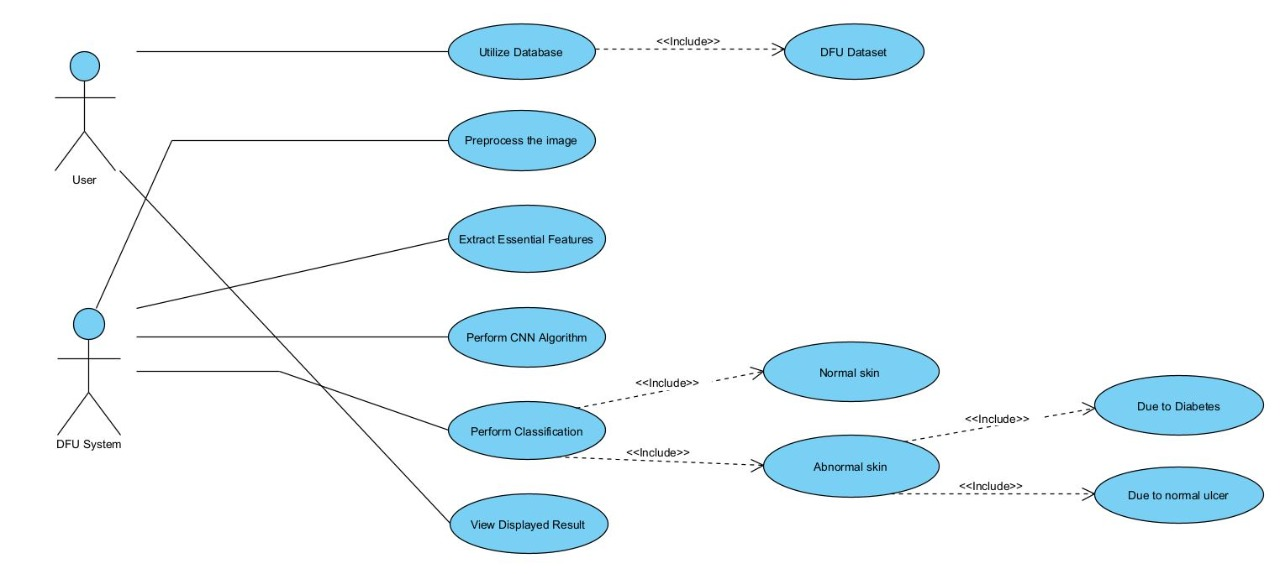 <<Include>>
Utilize Database
DFU Dataset
Preprocess the image
User
Extract Essential Features
Perform CNN Algorithm
Normal skin
<<Include>>
Due to Diabetes
<<Include>>
Perform Classification
DFU System
<<Include>>
Abnormal skin
<<Include>>
Due to normal ulcer
View Displayed Result